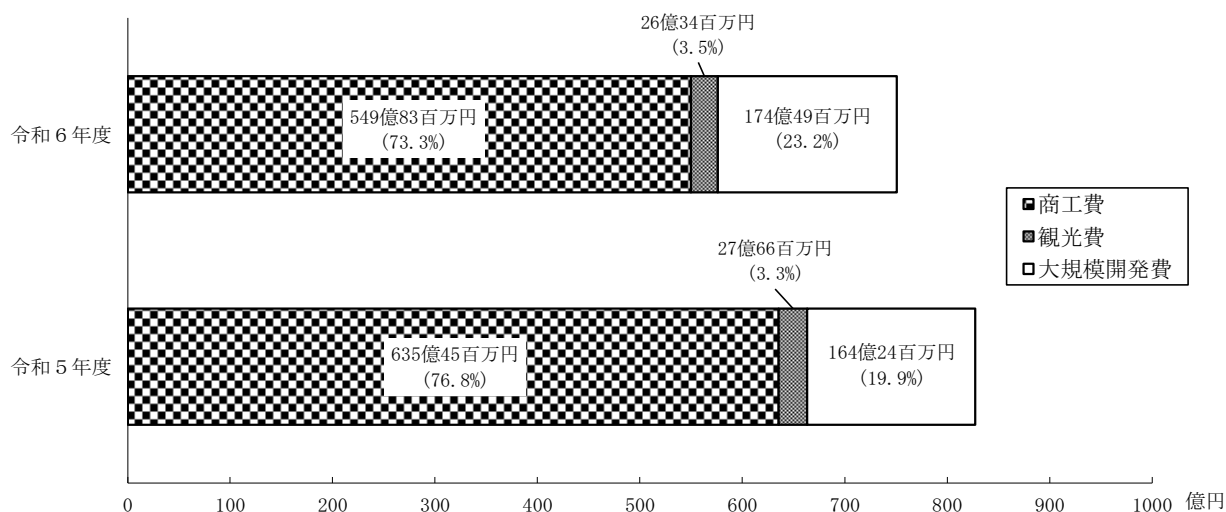 26億34百万円
(3.5%)
令和６年度
549億83百万円
(73.3%)
174億49百万円
(23.2%)
商工費
観光費
大規模開発費
27億66百万円
(3.3%)
令和５年度
635億45百万円
(76.8%)
164億24百万円
(19.9%)
0 100 200 300 400 500 600 700 800 900 1000 億円